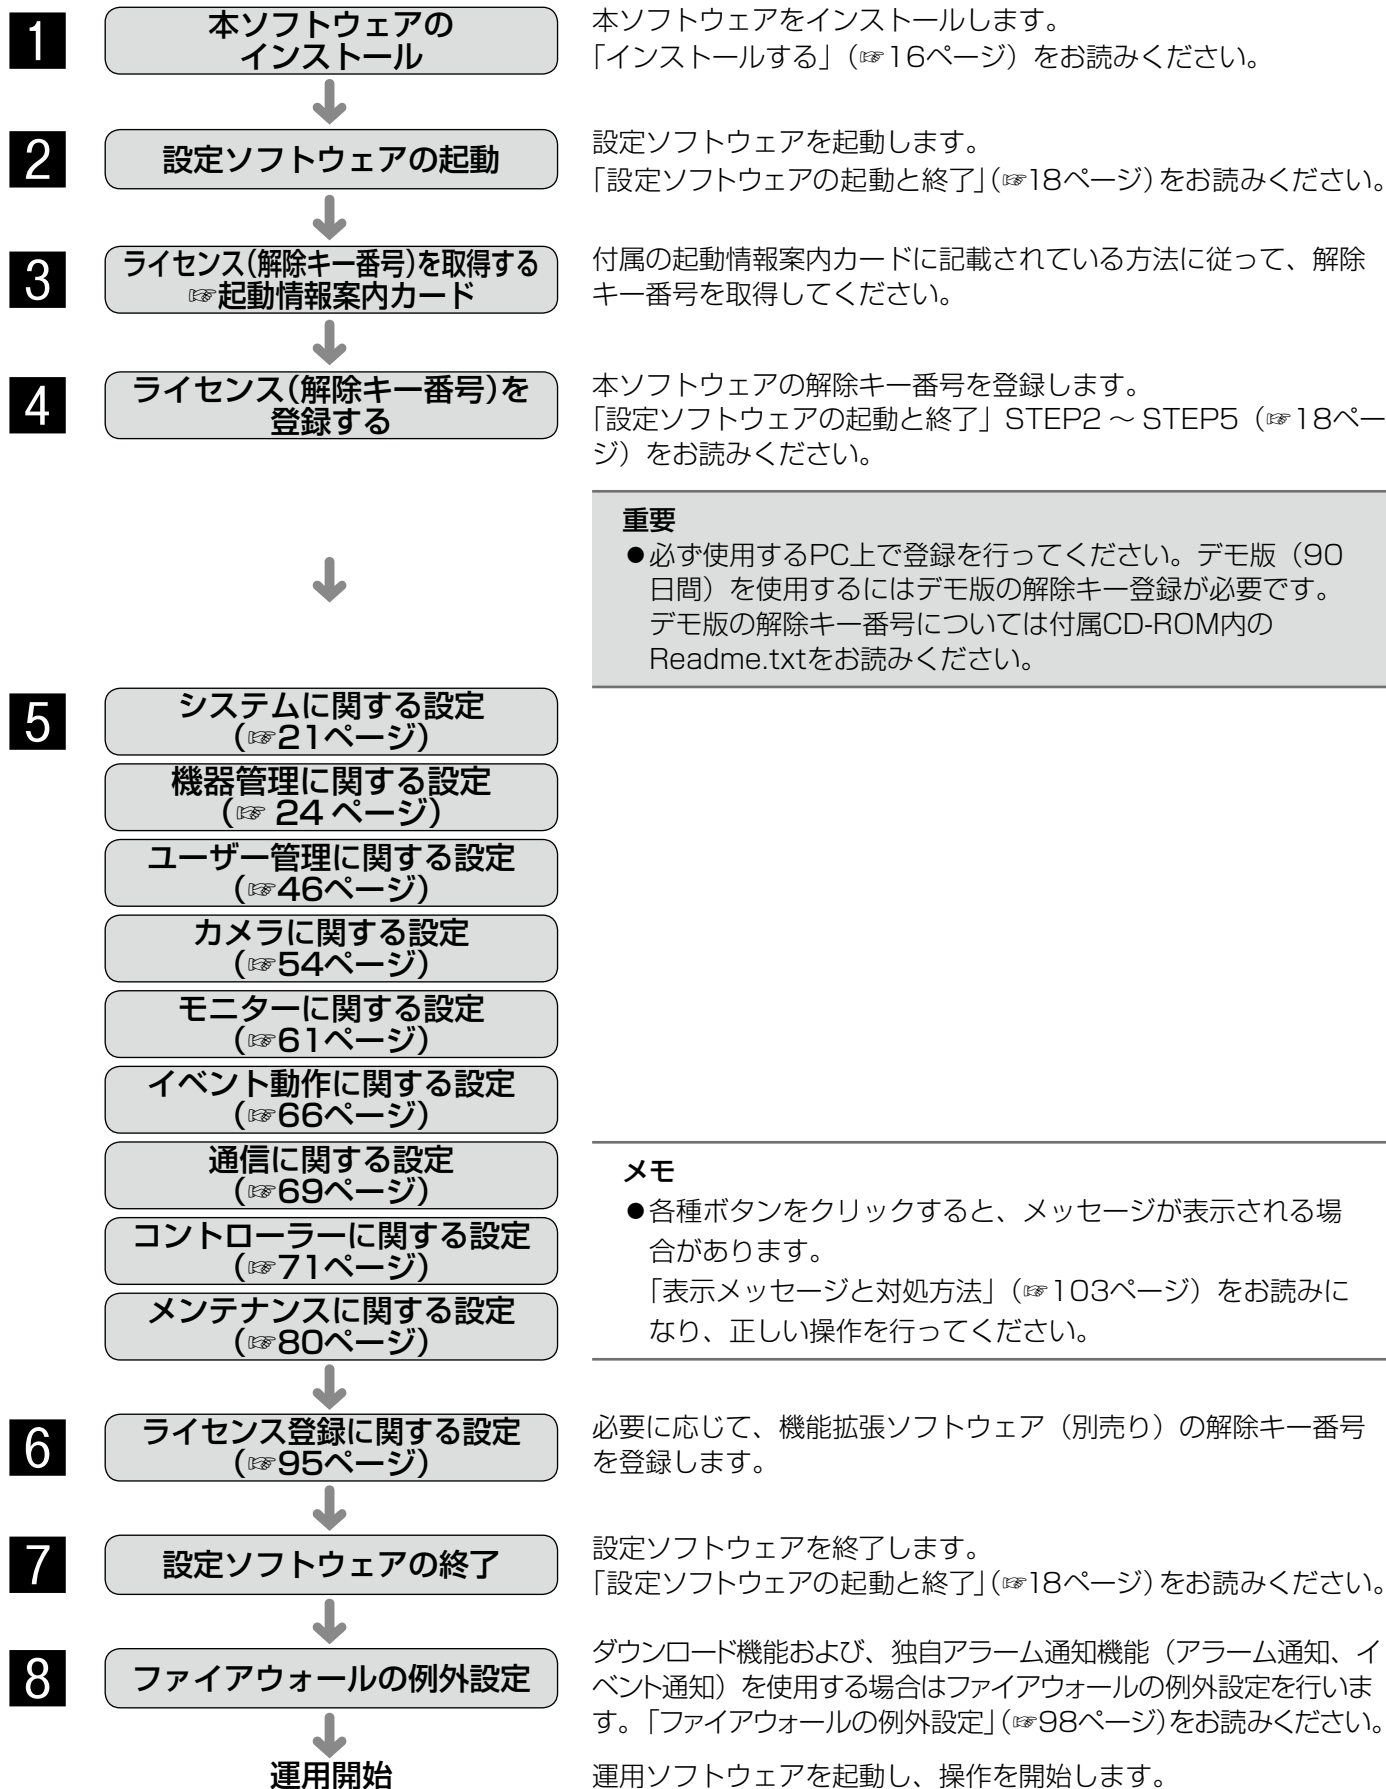 1
本ソフトウェアの
インストール
本ソフトウェアをインストールします。
「インストールする」（☞16ページ）をお読みください。
2
設定ソフトウェアの起動
設定ソフトウェアを起動します。
「設定ソフトウェアの起動と終了」（☞18ページ）をお読みください。
3
ライセンス（解除キー番号）を取得する
☞起動情報案内カード
付属の起動情報案内カードに記載されている方法に従って、解除
キー番号を取得してください。
4
ライセンス（解除キー番号）を
登録する
本ソフトウェアの解除キー番号を登録します。
「設定ソフトウェアの起動と終了」STEP2 ～ STEP5（☞18ペー
ジ）をお読みください。
重要
●必ず使用するPC上で登録を行ってください。デモ版（90
日間）を使用するにはデモ版の解除キー登録が必要です。
デモ版の解除キー番号については付属CD-ROM内の
Readme.txtをお読みください。
5
システムに関する設定
（☞21ページ）
機器管理に関する設定
（☞ 24 ページ）
ユーザー管理に関する設定
（☞46ページ）
カメラに関する設定
（☞54ページ）
モニターに関する設定
（☞61ページ）
イベント動作に関する設定
（☞66ページ）
通信に関する設定
（☞69ページ）
コントローラーに関する設定
（☞71ページ）
メンテナンスに関する設定
（☞80ページ）
メモ
●各種ボタンをクリックすると、メッセージが表示される場
合があります。
「表示メッセージと対処方法」（☞103ページ）をお読みに
なり、正しい操作を行ってください。
6
ライセンス登録に関する設定
（☞95ページ）
必要に応じて、機能拡張ソフトウェア（別売り）の解除キー番号
を登録します。
7
設定ソフトウェアの終了
設定ソフトウェアを終了します。
「設定ソフトウェアの起動と終了」（☞18ページ）をお読みください。
8
ファイアウォールの例外設定
ダウンロード機能および、独自アラーム通知機能（アラーム通知、イ
ベント通知）を使用する場合はファイアウォールの例外設定を行いま
す。「ファイアウォールの例外設定」（☞98ページ）をお読みください。
運用開始
運用ソフトウェアを起動し、操作を開始します。